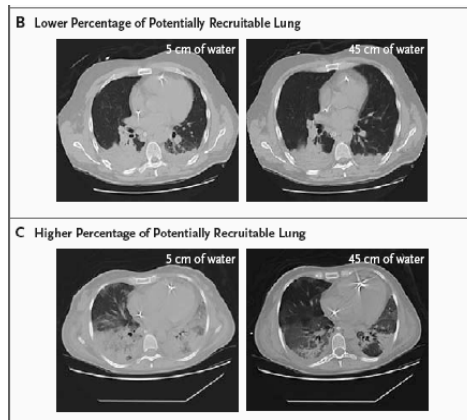 B Lower Percentage of Potentially Recruitable Lung
5 cm of water
45 cm of water
C Higher Percentage of Potentially Recruitable Lung
5 cm of water
45 cm of water